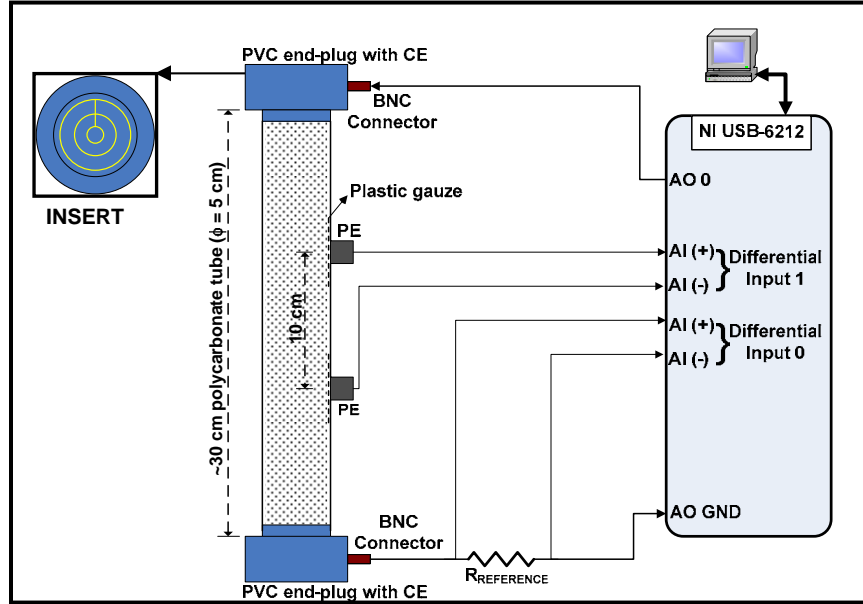 PVC end-plug with CE
BNC
Connector
INSERT
~30 cm polycarbonate tube (ϕ = 5 cm)
Plastic gauze
PE
10 cm
PE
BNC
Connector
PVC end-plug with CE
R_REFERENCE
NI USB-6212
AO 0
AI (+)
AI (-)
} Differential
Input 1
AI (+)
AI (-)
} Differential
Input 0
AO GND